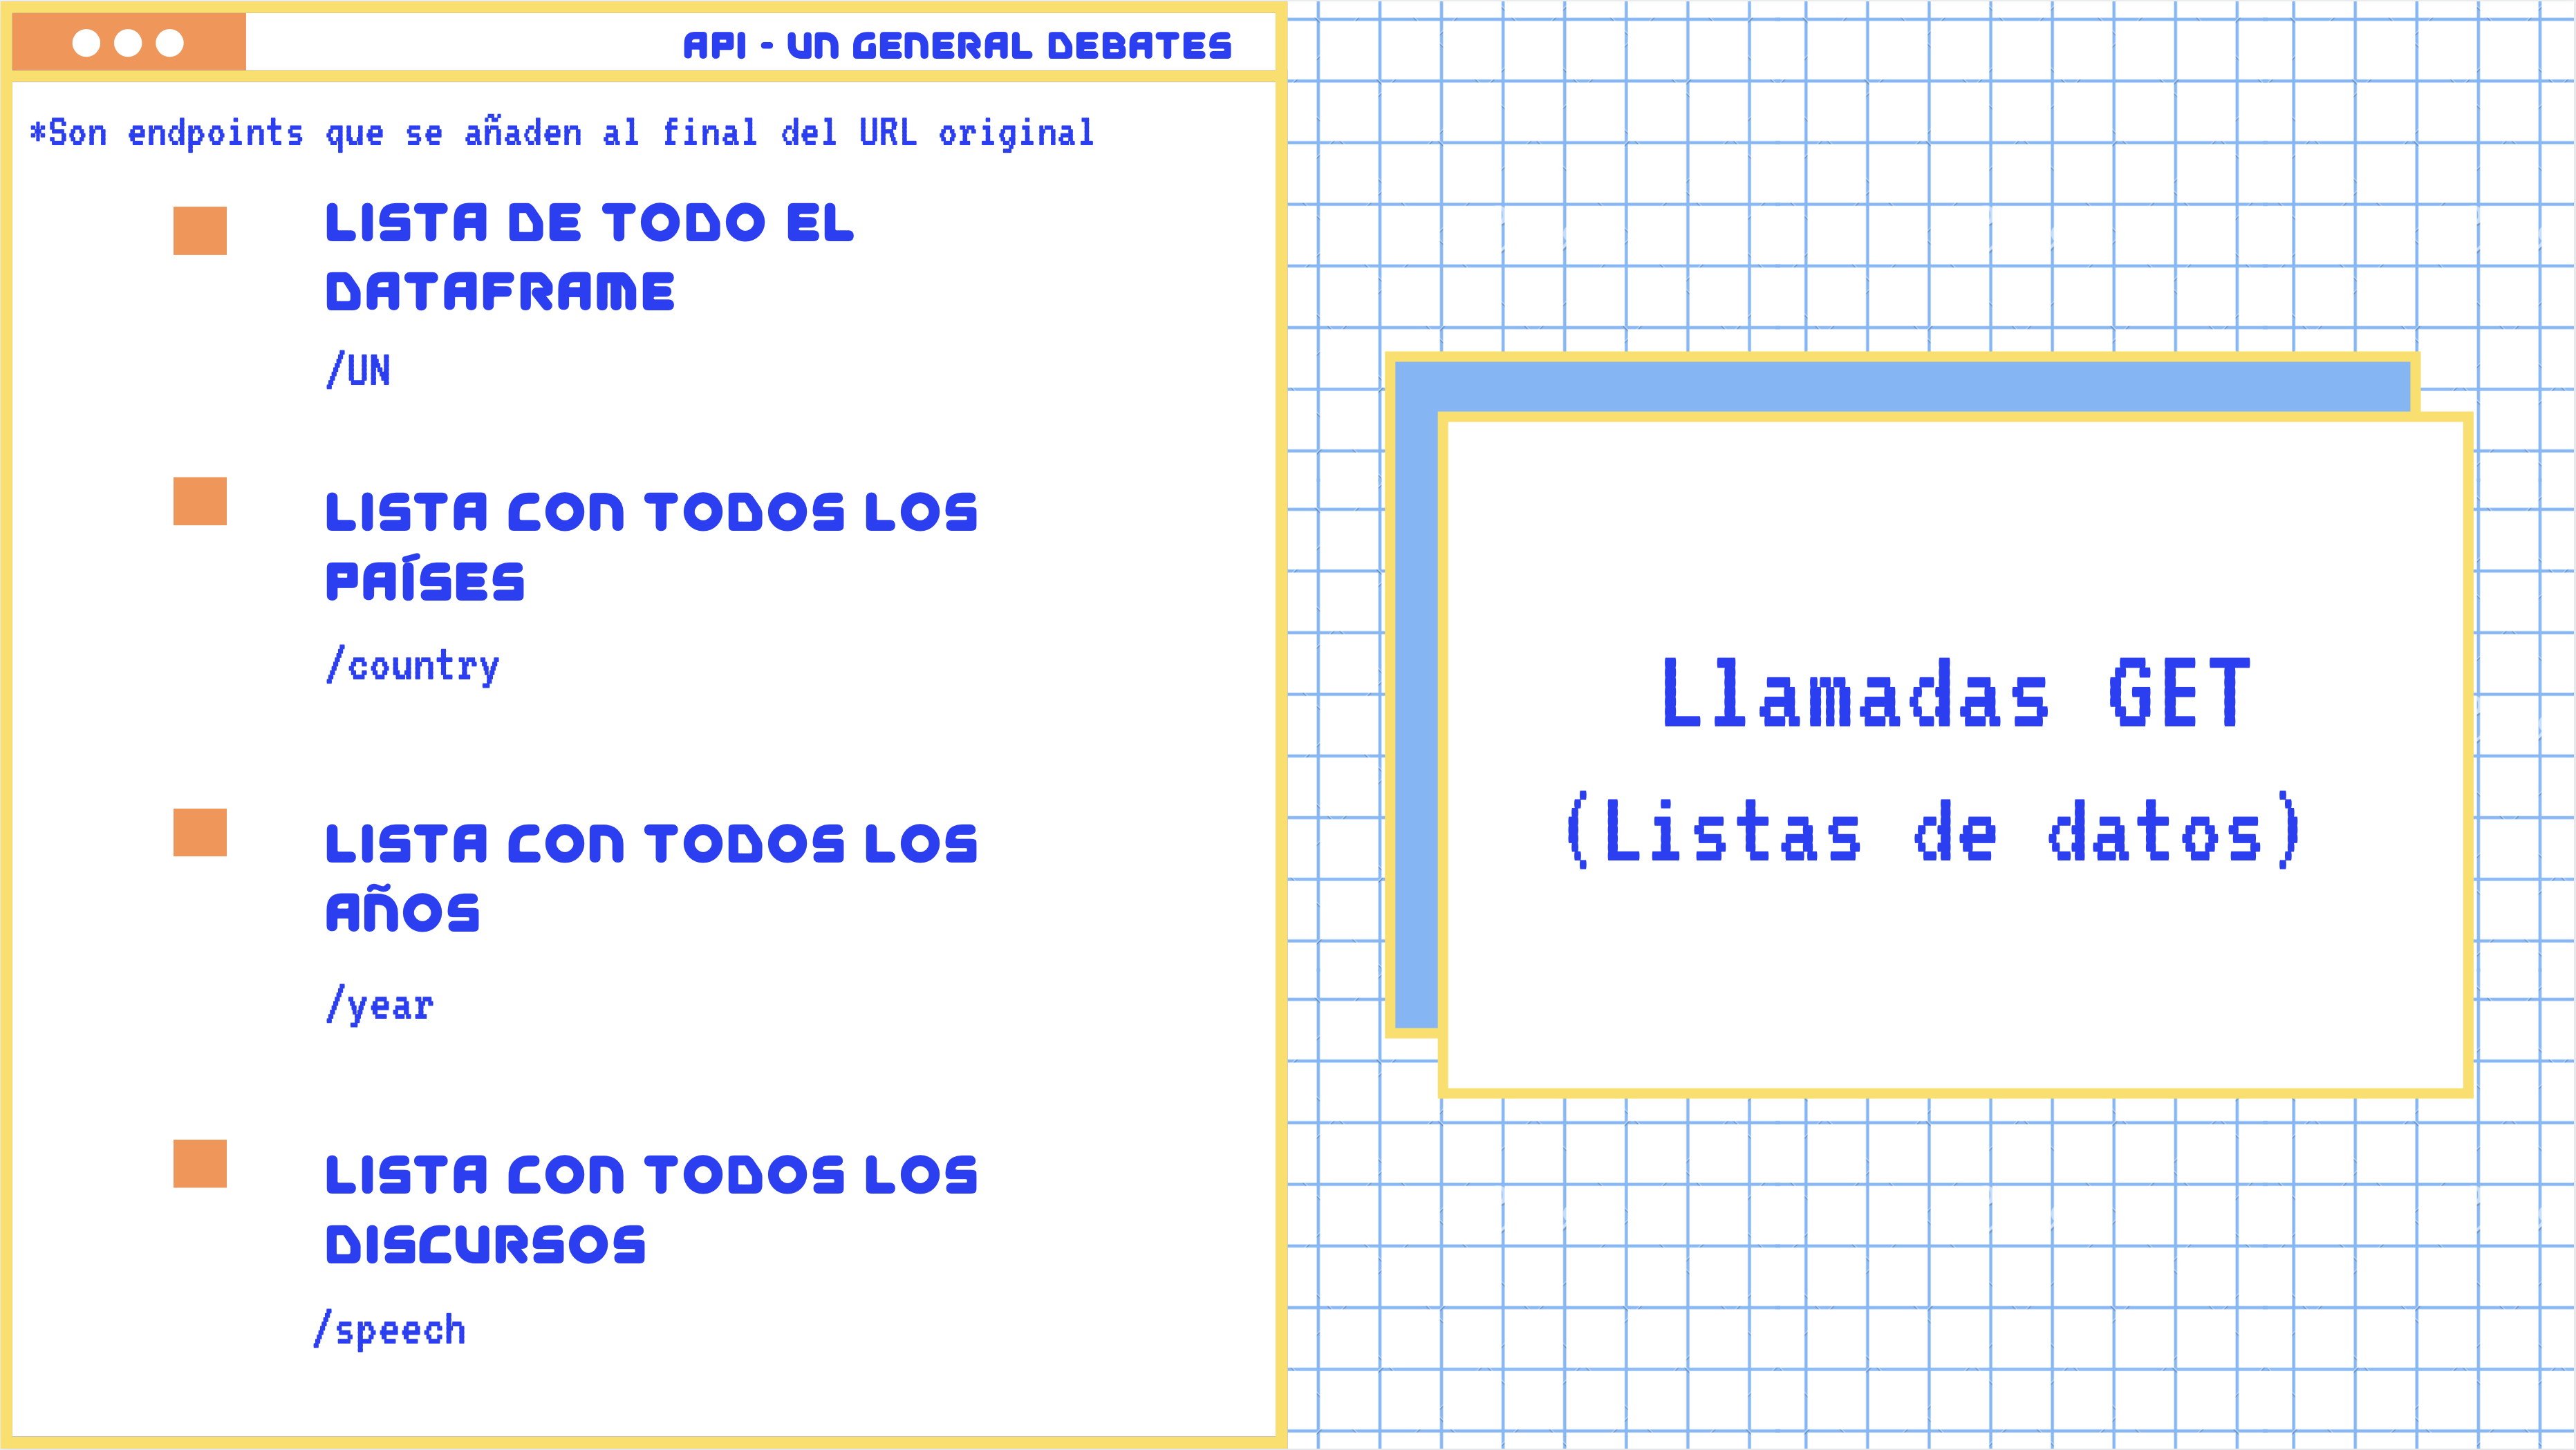 API - UN GENERAL DEBATES
*Son endpoints que se añaden al final del URL original
LISTA DE TODO EL
DATAFRAME
/UN
LISTA CON TODOS LOS
PAÍSES
/country
LISTA CON TODOS LOS
AÑOS
/year
LISTA CON TODOS LOS
DISCURSOS
/speech
Llamadas GET
(Listas de datos)